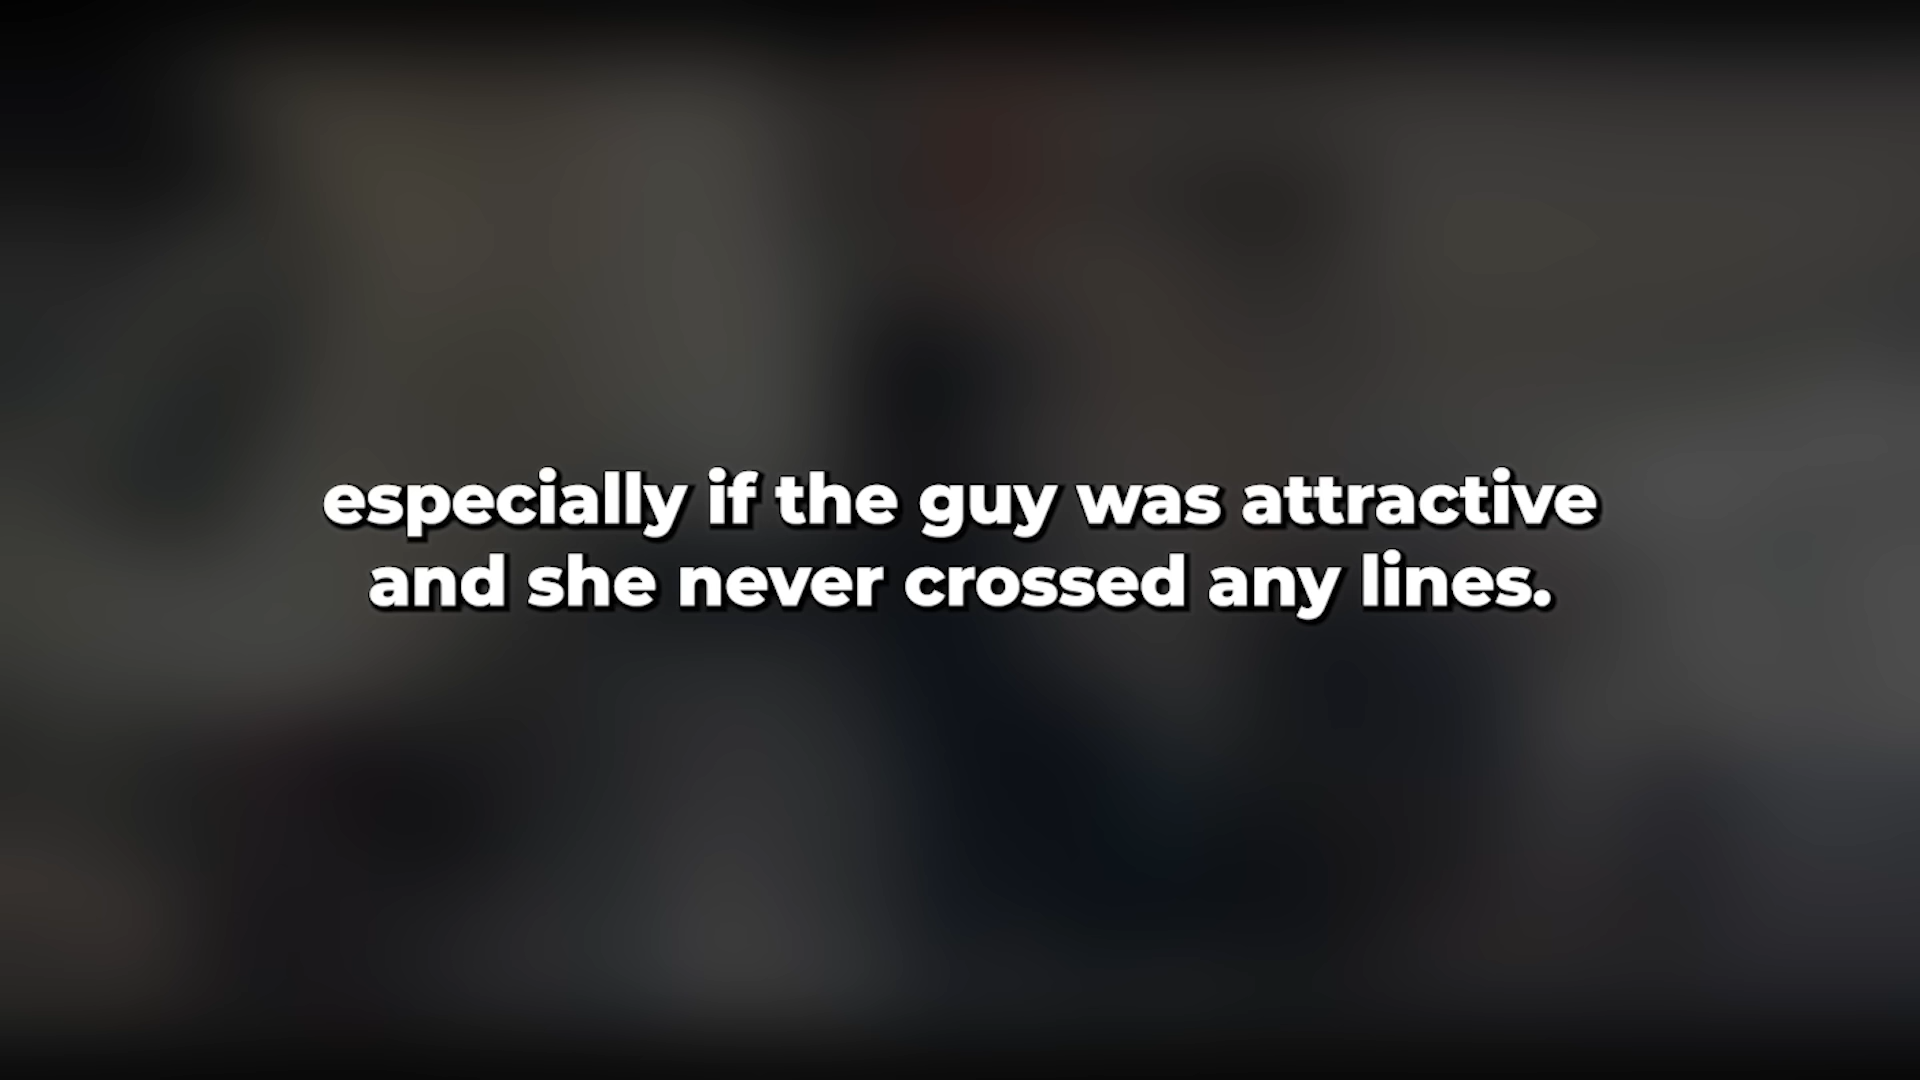 especially if the guy was attractive
and she never crossed any lines.